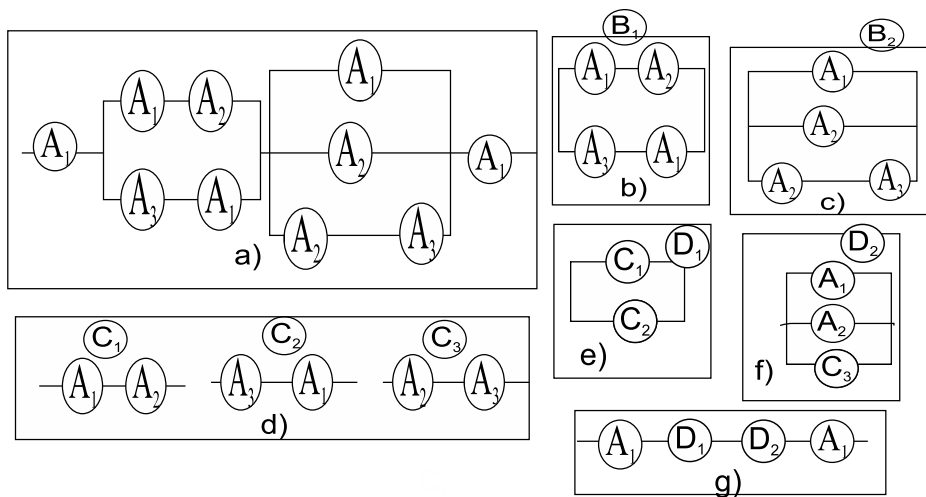 A₁ A₁ A₂ A₃ A₁ A₁ A₂ A₂ A₃ A₁
a)
B₁
A₁ A₂
A₃ A₁
b)
B₂
A₁
A₂
A₂ A₃
c)
C₁ C₂ C₃
A₁ A₂ A₃ A₁ A₂ A₃
d)
D₁
C₁
C₂
e)
D₂
A₁
A₂
C₃
f)
A₁ D₁ D₂ A₁
g)